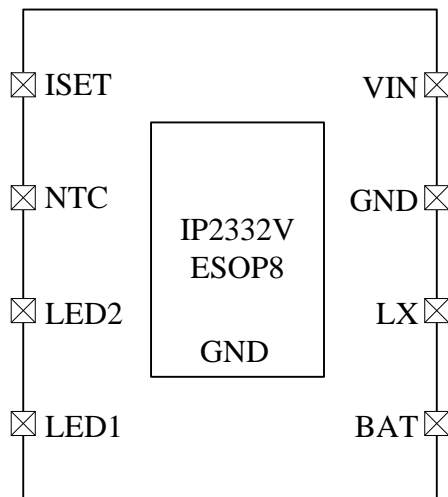 ISET VIN
NTC GND
IP2332V
ESOP8
LED2 LX
GND
LED1 BAT